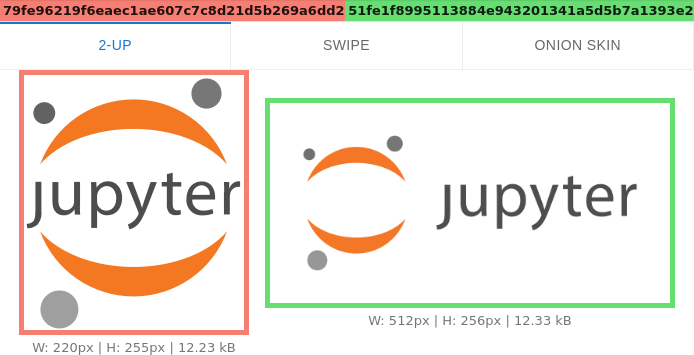 79fe96219f6eaec1ae607c7c8d21d5b269a6dd2 51fe1f8995113884e943201341a5d5b7a1393e2
2-UP SWIPE ONION SKIN
jupyter jupyter
W: 512px | H: 256px | 12.33 kB
W: 220px | H: 255px | 12.23 kB